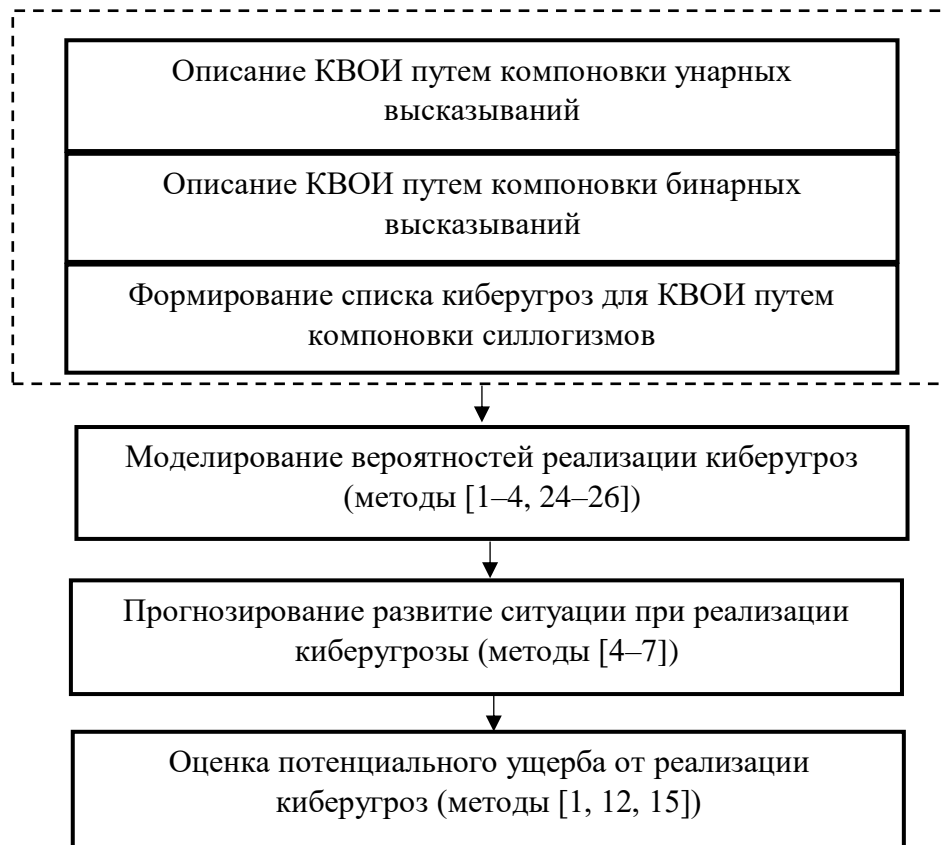 Описание КВОИ путем компоновки унарных
высказываний
Описание КВОИ путем компоновки бинарных
высказываний
Формирование списка киберугроз для КВОИ путем
компоновки силлогизмов
Моделирование вероятностей реализации киберугроз
(методы [1–4, 24–26])
Прогнозирование развитие ситуации при реализации
киберугрозы (методы [4–7])
Оценка потенциального ущерба от реализации
киберугроз (методы [1, 12, 15])